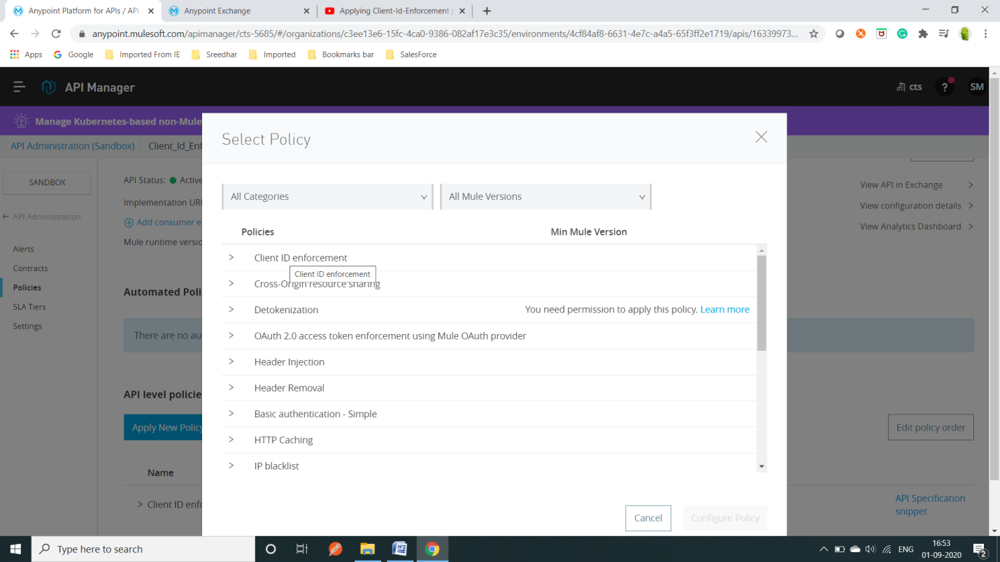 Anypoint Platform for APIs / API
Anypoint Exchange
Applying Client-Id-Enforcement
anypoint.mulesoft.com/apimanager/cts-5685/#/organizations/c3ee13e6-15fc-4ca0-9386-082af17e3c35/environments/4cf84af8-6631-4e7c-a4a5-65f3ff2e1719/apis/16339973...
Apps
Google
Imported From IE
Sreedhar
Imported
Bookmarks bar
SalesForce
API Manager
cts
?
SM
Manage Kubernetes-based non-Mule
API Administration (Sandbox)
Client_Id_Enf
SANDBOX
API Administration
Alerts
Contracts
Policies
SLA Tiers
Settings
API Status: Active
Implementation URI
Add consumer e
Mule runtime versio
View API in Exchange >
View configuration details >
View Analytics Dashboard >
Automated Poli
There are no au
API level policie
Apply New Policy
Edit policy order
Name
> Client ID enfo
API Specification
snippet
Select Policy
All Categories
All Mule Versions
Policies
Min Mule Version
> Client ID enforcement
Client ID enforcement
> Cross-Origin resource sharing
> Detokenization
You need permission to apply this policy. Learn more
> OAuth 2.0 access token enforcement using Mule OAuth provider
> Header Injection
> Header Removal
> Basic authentication - Simple
> HTTP Caching
> IP blacklist
Cancel
Configure Policy
Type here to search
ENG
16:53
01-09-2020
2